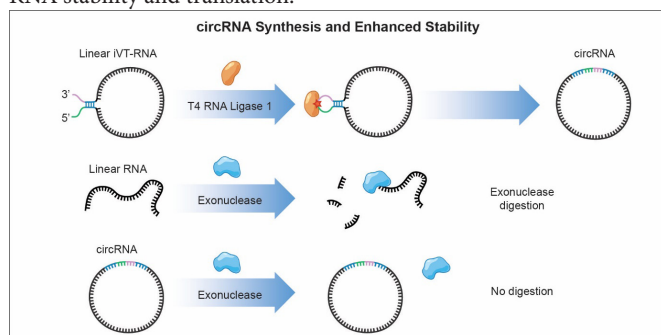 RNA stability and translation.
circRNA Synthesis and Enhanced Stability
Linear iVT-RNA
circRNA
3'
5'
T4 RNA Ligase 1
Linear RNA
Exonuclease
Exonuclease
digestion
circRNA
Exonuclease
No digestion